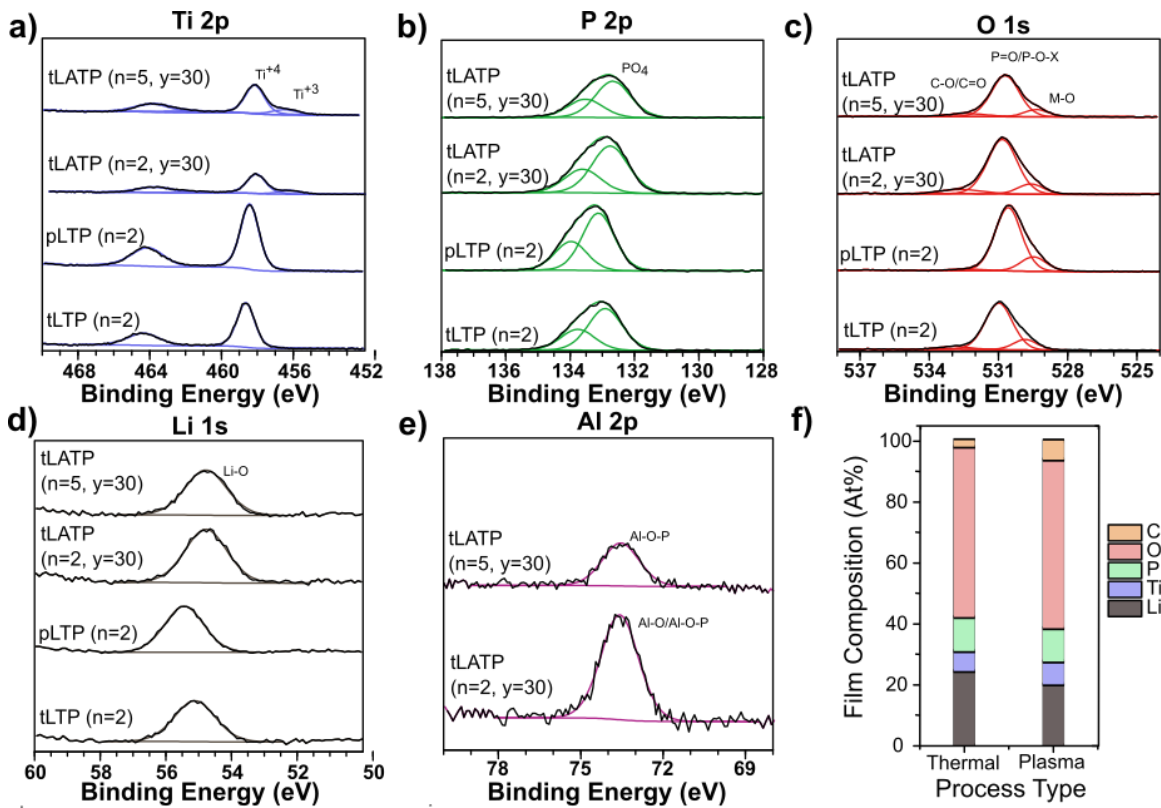 a)
Ti 2p
tLATP (n=5, y=30)
Ti+4
Ti+3
tLATP (n=2, y=30)
pLTP (n=2)
tLTP (n=2)
468 464 460 456 452
Binding Energy (eV)
b)
P 2p
tLATP
(n=5, y=30)
PO4
tLATP
(n=2, y=30)
pLTP (n=2)
tLTP (n=2)
138 136 134 132 130 128
Binding Energy (eV)
c)
O 1s
tLATP
(n=5, y=30)
P=O/P-O-X
C-O/C=O
M-O
tLATP
(n=2, y=30)
pLTP (n=2)
tLTP (n=2)
537 534 531 528 525
Binding Energy (eV)
d)
Li 1s
tLATP
(n=5, y=30)
Li-O
tLATP
(n=2, y=30)
pLTP (n=2)
tLTP (n=2)
60 58 56 54 52 50
Binding Energy (eV)
e)
Al 2p
tLATP
(n=5, y=30)
Al-O-P
Al-O/Al-O-P
tLATP
(n=2, y=30)
78 75 72 69
Binding Energy (eV)
f)
Film Composition (At%)
100
80
60
40
20
0
Thermal Plasma
Process Type
C
O
P
Ti
Li